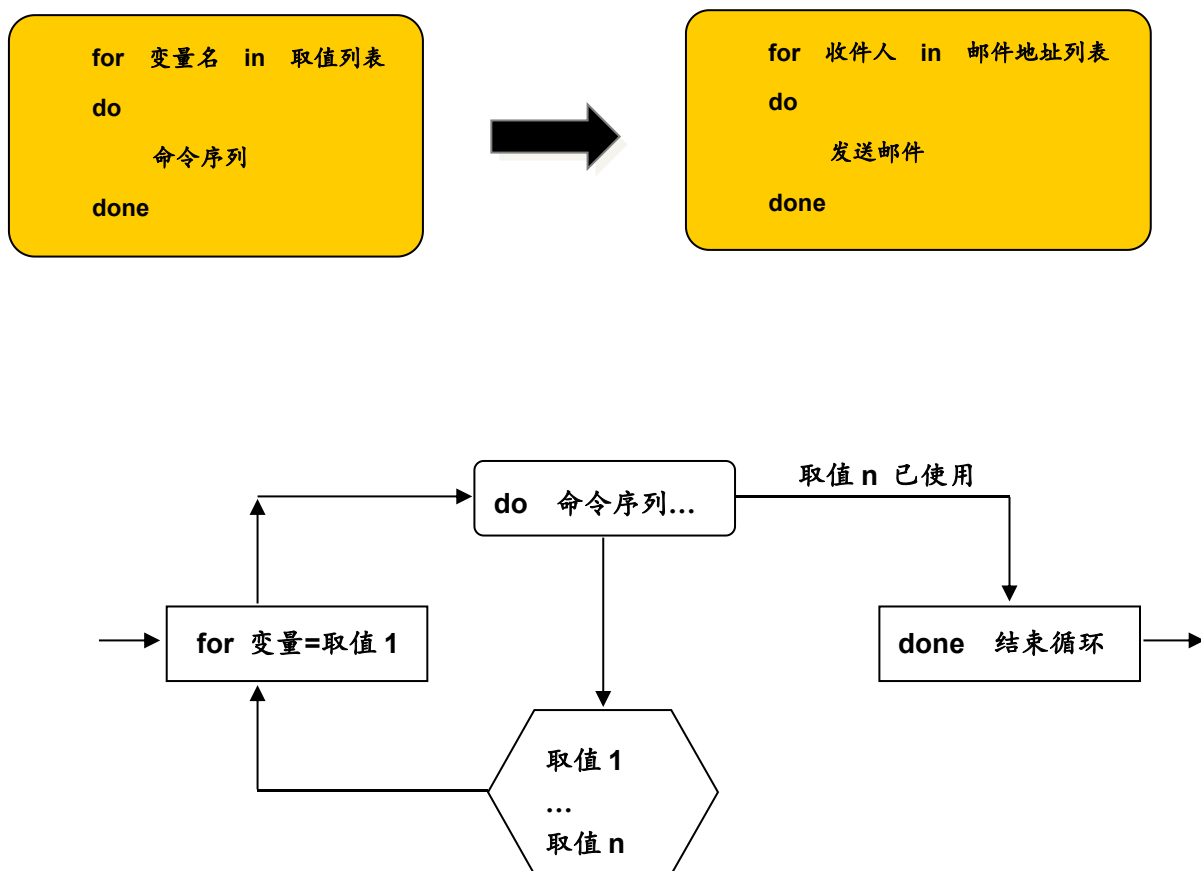 for 变量名 in 取值列表
do
命令序列
done
for 收件人 in 邮件地址列表
do
发送邮件
done
do 命令序列...
取值 n 已使用
for 变量=取值 1
done 结束循环
取值 1
...
取值 n